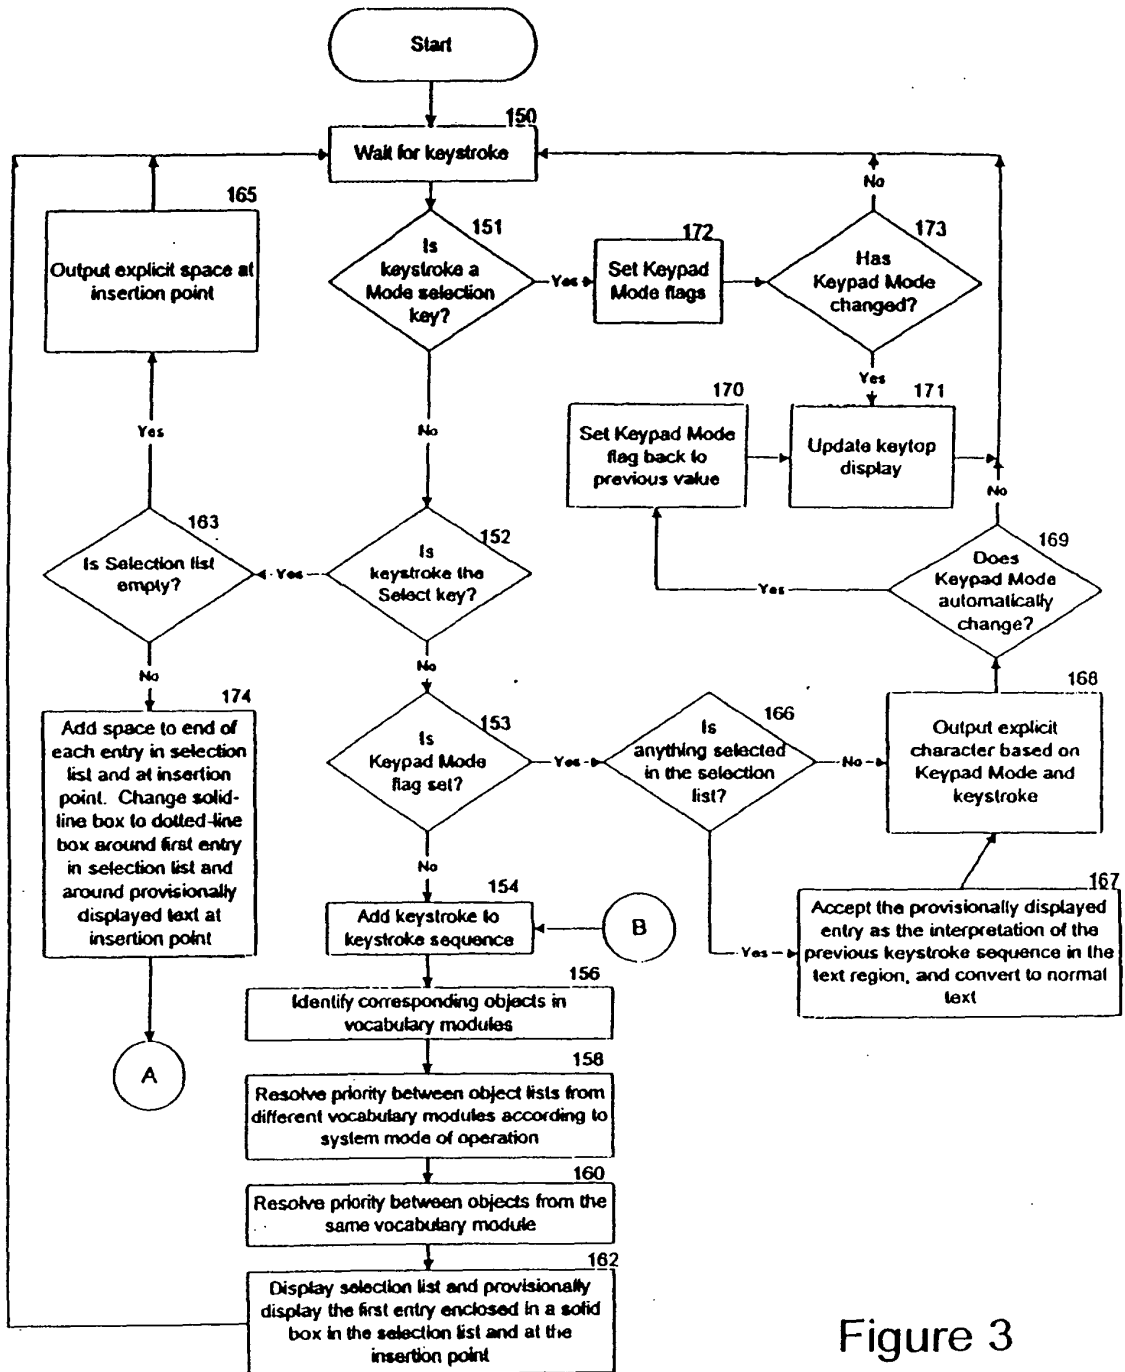 Start
150
Wait for keystroke
165
Output explicit space at
insertion point
151
Is
keystroke a
Mode selection
key?
Yes
172
Set Keypad
Mode flags
No
173
Has
Keypad Mode
changed?
Yes
170
Set Keypad Mode
flag back to
previous value
171
Update keytop
display
No
Yes
No
163
Is Selection list
empty?
Yes
152
Is
keystroke the
Select key?
169
Does
Keypad Mode
automatically
change?
Yes
No
174
Add space to end of
each entry in selection
list and at insertion
point. Change solid-
line box to dotted-line
box around first entry
in selection list and
around provisionally
displayed text at
insertion point
No
153
Is
Keypad Mode
flag set?
Yes
166
Is
anything selected
in the selection
list?
No
168
Output explicit
character based on
Keypad Mode and
keystroke
No
154
Add keystroke to
keystroke sequence
B
Yes
167
Accept the provisionally displayed
entry as the interpretation of the
previous keystroke sequence in the
text region, and convert to normal
text
156
Identify corresponding objects in
vocabulary modules
A
158
Resolve priority between object lists from
different vocabulary modules according to
system mode of operation
160
Resolve priority between objects from the
same vocabulary module
162
Display selection list and provisionally
display the first entry enclosed in a solid
box in the selection list and at the
insertion point
Figure 3